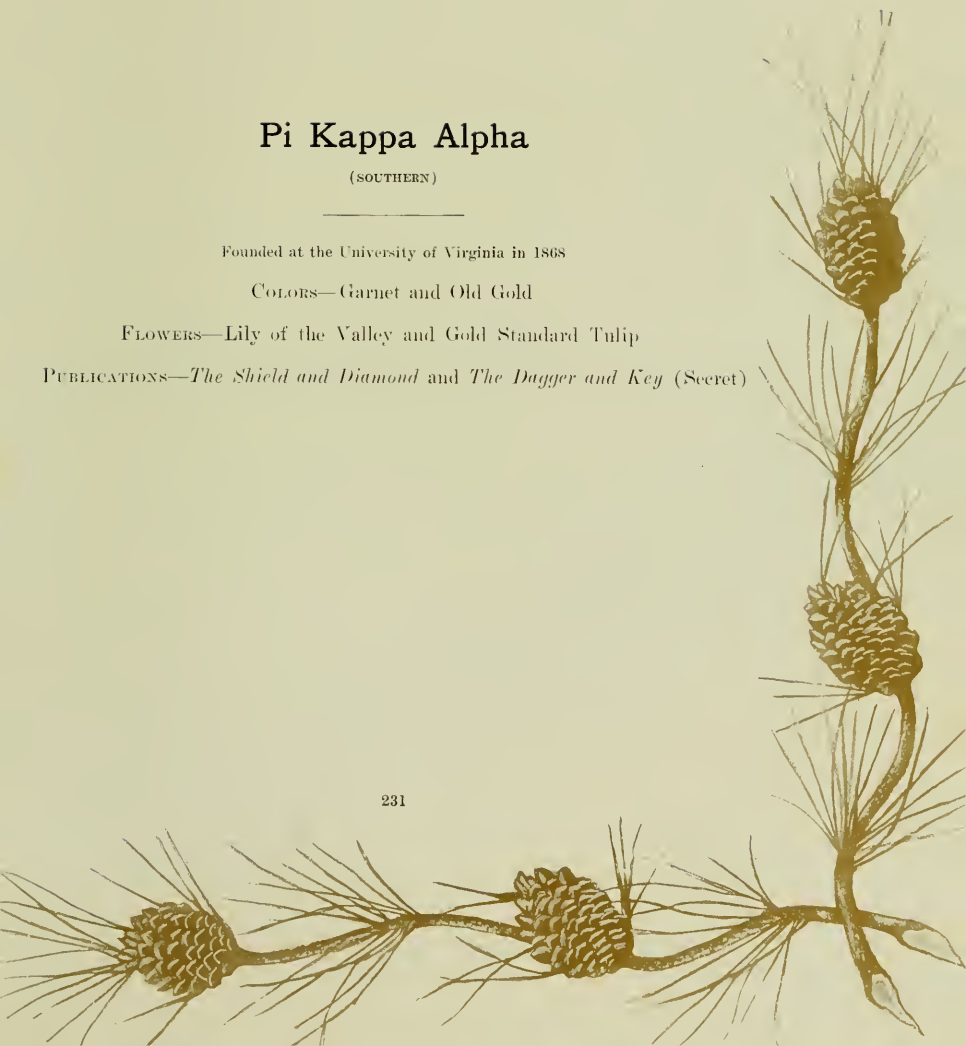 Pi Kappa Alpha
(SOUTHERN)
Founded at the University of Virginia in 1868
COLORS—Garnet and Old Gold
FLOWERS—Lily of the Valley and Gold Standard Tulip
PUBLICATIONS—The Shield and Diamond and The Dagger and Key (Secret)
231